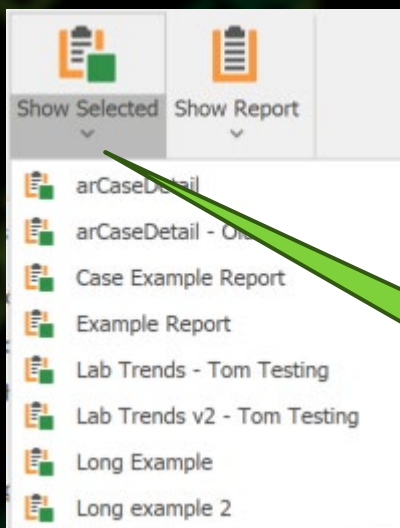 Show Selected Show Report
arCaseDetail
arCaseDetail -
Case Example Report
Example Report
Lab Trends - Tom Testing
Lab Trends v2 - Tom Testing
Long Example
Long example 2